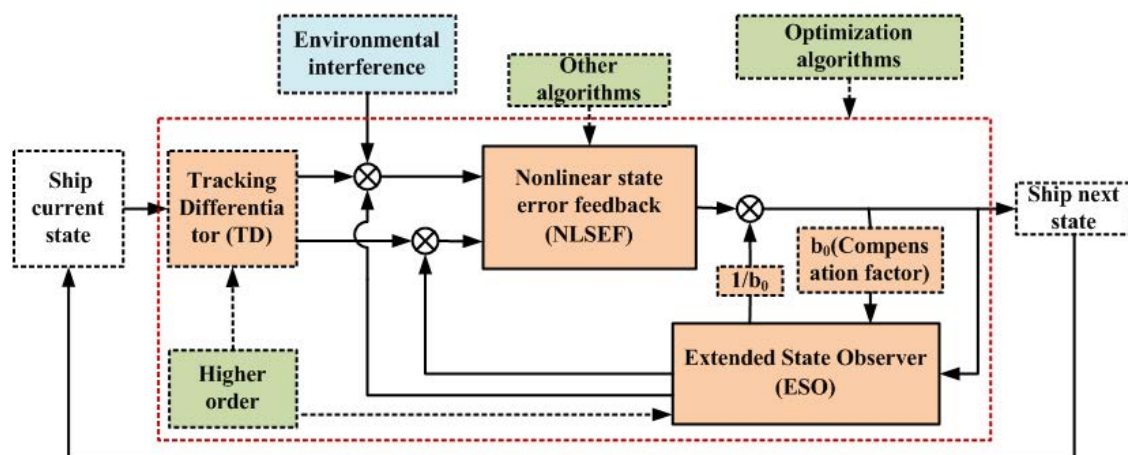 Environmental
interference
Optimization
algorithms
Other
algorithms
Ship
current
state
Tracking
Differentia
tor (TD)
Nonlinear state
error feedback
(NLSEF)
Ship next
state
b₀(Compens
ation factor)
1/b₀
Extended State Observer
(ESO)
Higher
order